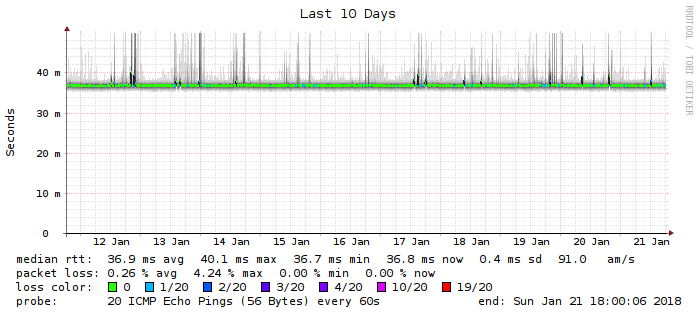 Last 10 Days
RRDTOOL / TOBI OETIKER
Seconds
40 m
30 m
20 m
10 m
0
12 Jan 13 Jan 14 Jan 15 Jan 16 Jan 17 Jan 18 Jan 19 Jan 20 Jan 21 Jan
median rtt: 36.9 ms avg 40.1 ms max 36.7 ms min 36.8 ms now 0.4 ms sd 91.0 am/s
packet loss: 0.26 % avg 4.24 % max 0.00 % min 0.00 % now
loss color: 0 1/20 2/20 3/20 4/20 10/20 19/20
probe: 20 ICMP Echo Pings (56 Bytes) every 60s end: Sun Jan 21 18:00:06 2018